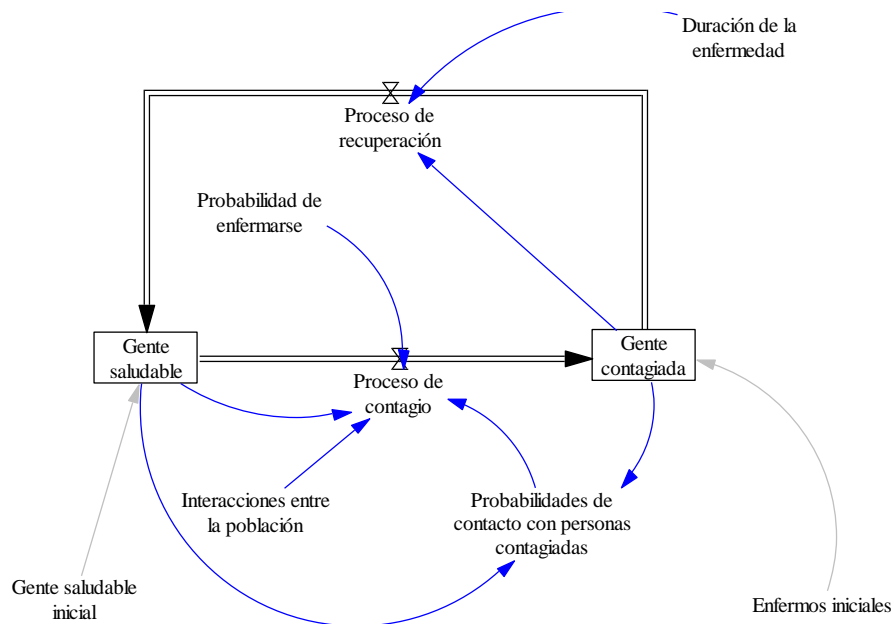 Duración de la
enfermedad
Proceso de
recuperación
Probabilidad de
enfermarse
Gente
saludable
Gente
contagiada
Proceso de
contagio
Interacciones entre
la población
Probabilidades de
contacto con personas
contagiadas
Gente saludable
inicial
Enfermos iniciales